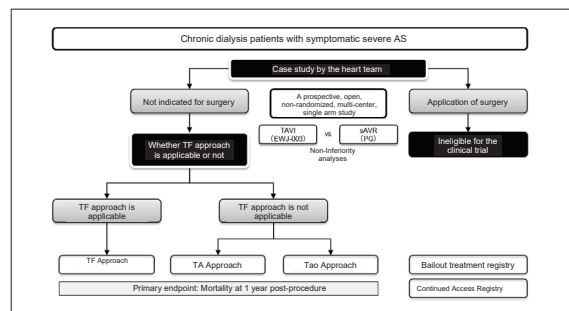 Chronic dialysis patients with symptomatic severe AS
Case study by the heart team
Not indicated for surgery
A prospective, open,
non-randomized, multi-center,
single arm study
Application of surgery
TAVI
(EWJ-003)
vs
sAVR
(PG)
Non-Inferiority
analyses
Whether TF approach
is applicable or not
Ineligible for the
clinical trial
TF approach is
applicable
TF approach is not
applicable
TF Approach
TA Approach
Tao Approach
Bailout treatment registry
Primary endpoint: Mortality at 1 year post-procedure
Continued Access Registry